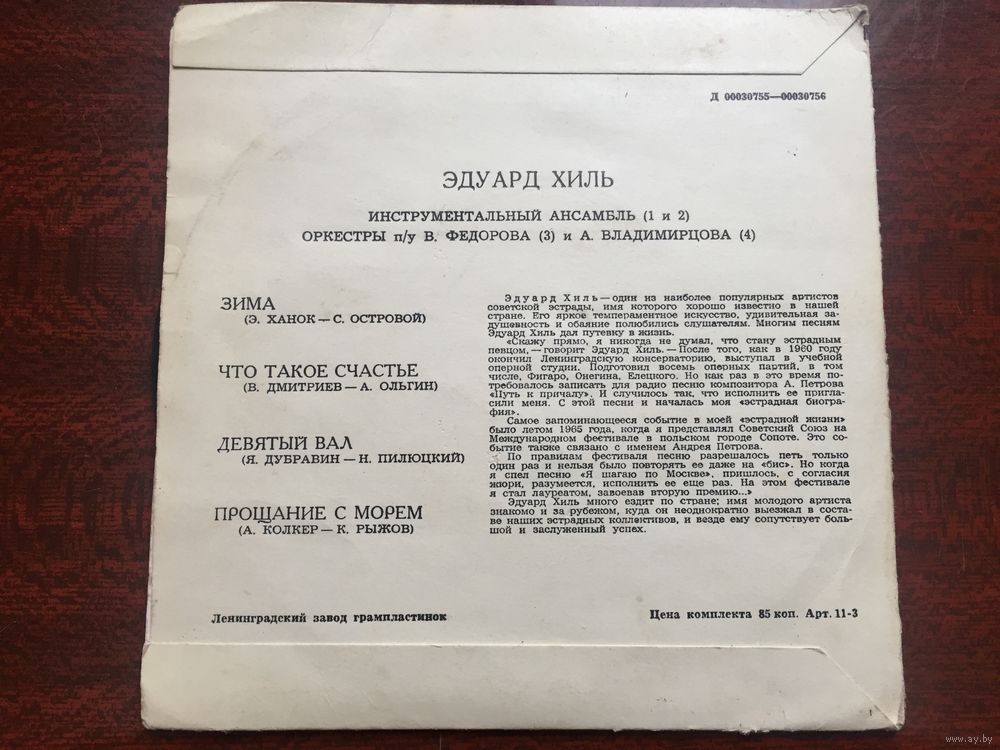 Д 00030755—00030756
ЭДУАРД ХИЛЬ
ИНСТРУМЕНТАЛЬНЫЙ АНСАМБЛЬ (1 и 2)
ОРКЕСТРЫ п/у В. ФЕДОРОВА (3) и А. ВЛАДИМИРЦОВА (4)
ЗИМА
(Э. ХАНОК — С. ОСТРОВОЙ)
ЧТО ТАКОЕ СЧАСТЬЕ
(В. ДМИТРИЕВ — А. ОЛЬГИН)
ДЕВЯТЫЙ ВАЛ
(Я. ДУБРАВИН — Н. ПИЛЮЦКИЙ)
ПРОЩАНИЕ С МОРЕМ
(А. КОЛКЕР — К. РЫЖОВ)
Эдуард Хиль — один из наиболее популярных артистов
советской эстрады, имя которого хорошо известно в нашей
стране. Его яркое темпераментное искусство, удивительная за-
душевность и обаяние полюбились слушателям. Многим песням
Эдуард Хиль дал путевку в жизнь.
«Скажу прямо, я никогда не думал, что стану эстрадным
певцом, — говорит Эдуард Хиль. — После того, как в 1960 году
окончил Ленинградскую консерваторию, выступал в учебной
оперной студии. Подготовил восемь оперных партий, в том
числе, Фигаро, Онегина, Елецкого. Но как раз в это время по-
требовалось записать для радио песню композитора А. Петрова
«Путь к причалу». И случилось так, что исполнить ее пригла-
сили меня. С этой песни и началась моя «эстрадная биогра-
фия».
Самое запоминающееся событие в моей «эстрадной жизни»
было летом 1965 года, когда я представлял Советский Союз на
Международном фестивале в польском городе Сопоте. Это со-
бытие также связано с именем Андрея Петрова.
По правилам фестиваля песню разрешалось петь только
один раз и нельзя было повторять ее даже на «бис». Но когда
я спел песню «Я шагаю по Москве», пришлось, с согласия
жюри, разумеется, исполнить ее еще раз. На этом фестивале
я стал лауреатом, завоевав вторую премию...»
Эдуард Хиль много ездит по стране; имя молодого артиста
знакомо и за рубежом, куда он неоднократно выезжал в соста-
ве наших эстрадных коллективов, и везде ему сопутствует боль-
шой и заслуженный успех.
Ленинградский завод грампластинок
Цена комплекта 85 коп. Арт. 11-3
www.ay.by